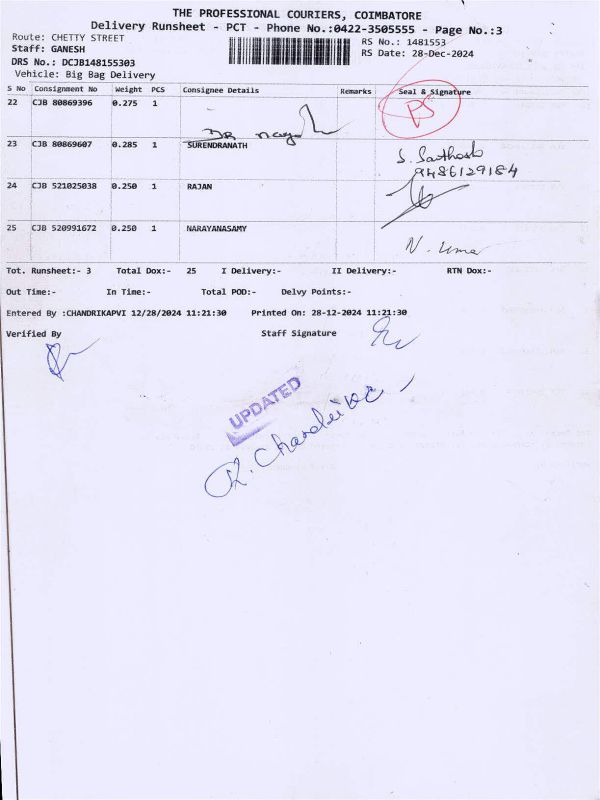 THE PROFESSIONAL COURIERS, COIMBATORE
Delivery Runsheet - PCT - Phone No.:0422-3505555 - Page No.:3
Route: CHETTY STREET
RS No.: 1481553
Staff: GANESH
RS Date: 28-Dec-2024
DRS No.: DCJB148155303
Vehicle: Big Bag Delivery
S No Consignment No Weight PCS Consignee Details Remarks Seal & Signature
22 CJB 80869396 0.275 1
PS
DR
23 CJB 80869607 0.285 1 SURENDRANATH
S. Santhosh
9486129184
24 CJB 521025038 0.250 1 RAJAN
25 CJB 520991672 0.250 1 NARAYANASAMY
N. Uma
Tot. Runsheet:- 3 Total Dox:- 25 I Delivery:- II Delivery:- RTN Dox:-
Out Time:- In Time:- Total POD:- Delvy Points:-
Entered By :CHANDRIKAPVI 12/28/2024 11:21:30 Printed On: 28-12-2024 11:21:30
Verified By Staff Signature
UPDATED